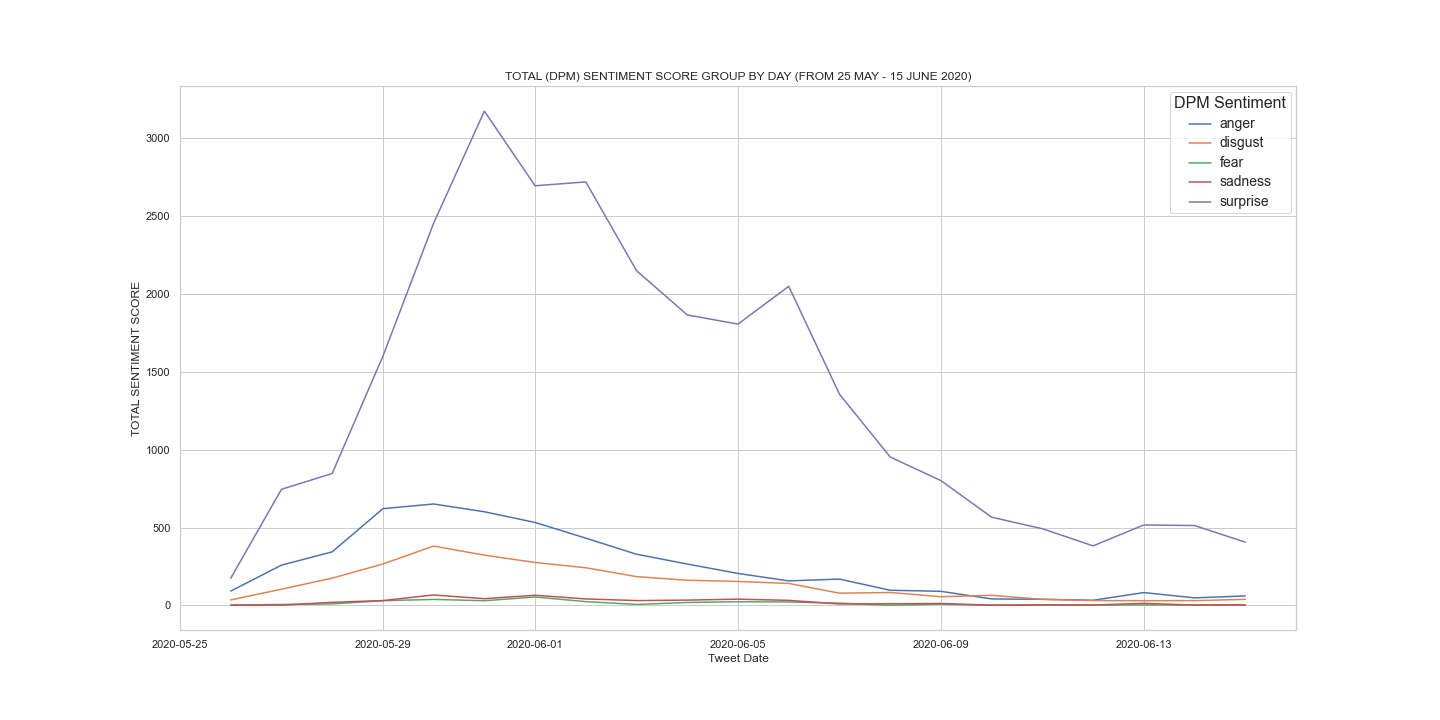 TOTAL (DPM) SENTIMENT SCORE GROUP BY DAY (FROM 25 MAY - 15 JUNE 2020)
DPM Sentiment
anger
disgust
fear
sadness
surprise
TOTAL SENTIMENT SCORE
3000
2500
2000
1500
1000
500
0
2020-05-25
2020-05-29
2020-06-01
2020-06-05
2020-06-09
2020-06-13
Tweet Date